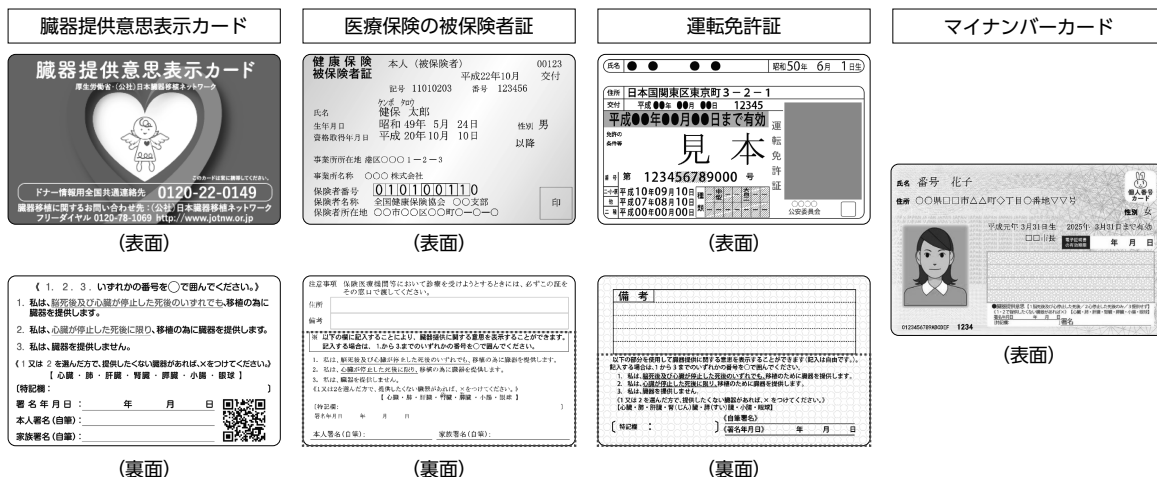 臓器提供意思表示カード
臓器提供意思表示カード
厚生労働省・(公社)日本臓器移植ネットワーク
このカードは常に携帯してください。
ドナー情報用全国共通連絡先 0120-22-0149
臓器移植に関するお問い合わせ先:(公社)日本臓器移植ネットワーク
フリーダイヤル 0120-78-1069 http://www.jotnw.or.jp
(表面)
《 1. 2. 3. いずれかの番号を○で囲んでください。》
1. 私は、脳死後及び心臓が停止した死後のいずれでも、移植の為に
臓器を提供します。
2. 私は、心臓が停止した死後に限り、移植の為に臓器を提供します。
3. 私は、臓器を提供しません。
《1 又は 2 を選んだ方で、提供したくない臓器があれば、×をつけてください。》
【 心臓・肺・肝臓・腎臓・膵臓・小腸・眼球 】
〔特記欄: 〕
署名年月日: 年 月 日
本人署名(自筆):
家族署名(自筆):
(裏面)
医療保険の被保険者証
健康保険 本人(被保険者) 00123
被保険者証 平成22年10月 交付
記号 11010203 番号 123456
ケンポ タロウ
氏名 健保 太郎
生年月日 昭和 49年 5月 24日 性別 男
資格取得年月日 平成 20年 10月 10日 以降
事業所所在地 港区○○○ 1-2-3
事業所名称 ○○○ 株式会社
保険者番号 01010011 0
保険者名称 全国健康保険協会 ○○支部
保険者所在地 ○○市○○区○○町○-○-○
印
(表面)
注意事項 保険医療機関等において診療を受けようとするときには、必ずこの証を
その窓口で渡してください。
住所
備考
※ 以下の欄に記入することにより、臓器提供に関する意思を表示することができます。
記入する場合は、1から3までのいずれかの番号を○で囲んでください。
1. 私は、脳死後及び心臓が停止した死後のいずれでも、移植の為に臓器を提供します。
2. 私は、心臓が停止した死後に限り、移植の為に臓器を提供します。
3. 私は、臓器を提供しません。
《1又は2を選んだ方で、提供したくない臓器があれば、×をつけてください。》
【 心臓・肺・肝臓・腎臓・膵臓・小腸・眼球 】
〔特記欄: 〕
署名年月日 年 月 日
本人署名(自筆): 家族署名(自筆):
(裏面)
運転免許証
氏名 昭和50年 6月 1日生
住所 日本国関東区東京町3-2-1
交付 平成●●年 ●●月 ●●日 12345
平成●●年●●月●●日まで有効
免許の
条件等
見 本
番号 第 123456789000 号
運転免許証
二・小・原 平成10年09月10日
他 平成07年08月10日
二種 平成00年00月00日
種類
○○○○
公安委員会
(表面)
備 考
以下の部分を使用して臓器提供に関する意思を表示することができます(記入は自由です。)。
記入する場合は、1から3までのいずれかの番号を○で囲んでください。
1. 私は、脳死後及び心臓が停止した死後のいずれでも、移植のために臓器を提供します。
2. 私は、心臓が停止した死後に限り、移植のために臓器を提供します。
3. 私は、臓器を提供しません。
《1又は2を選んだ方で、提供したくない臓器があれば、×をつけてください。》
【心臓・肺・肝臓・腎(じん)臓・膵(すい)臓・小腸・眼球】
〔特記欄: 〕
《自筆署名》
《署名年月日》 年 月 日
(裏面)
マイナンバーカード
氏名 番号 花子
個人番号
カード
住所 ○○県□□市△△町◇丁目○番地▽▽号
性別 女
平成元年 3月31日生 2025年 3月31日まで有効
□□市長
電子証明書
の有効期限 年 月 日
署名年月日 年 月 日
特記欄: 署名
0123456789ABCDEF 1234
(表面)